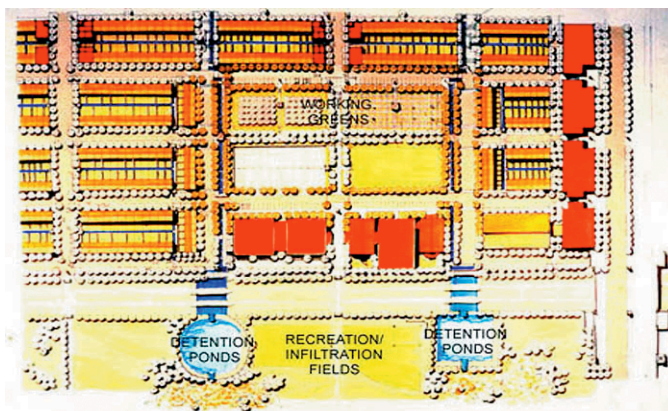 WORKING
GREENS
DETENTION
PONDS
RECREATION/
INFILTRATION
FIELDS
DETENTION
PONDS